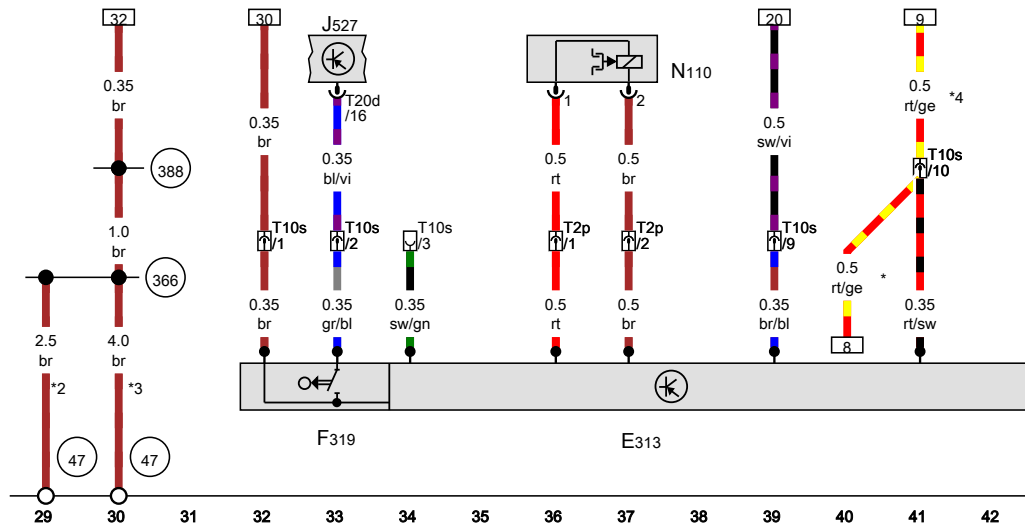 32
30
J527
20
9
N110
T20d
/16
1
2
0.35
br
0.35
br
0.35
bl/vi
0.5
rt
0.5
br
0.5
sw/vi
0.5
rt/ge
*4
388
T10s
/10
1.0
br
T10s
/1
T10s
/2
T10s
/3
T2p
/1
T2p
/2
T10s
/9
366
0.5
rt/ge
*
2.5
br
*2
4.0
br
*3
0.35
br
0.35
gr/bl
0.35
sw/gn
0.5
rt
0.5
br
0.35
br/bl
8
0.35
rt/sw
F319
E313
47
47
29 30 31 32 33 34 35 36 37 38 39 40 41 42